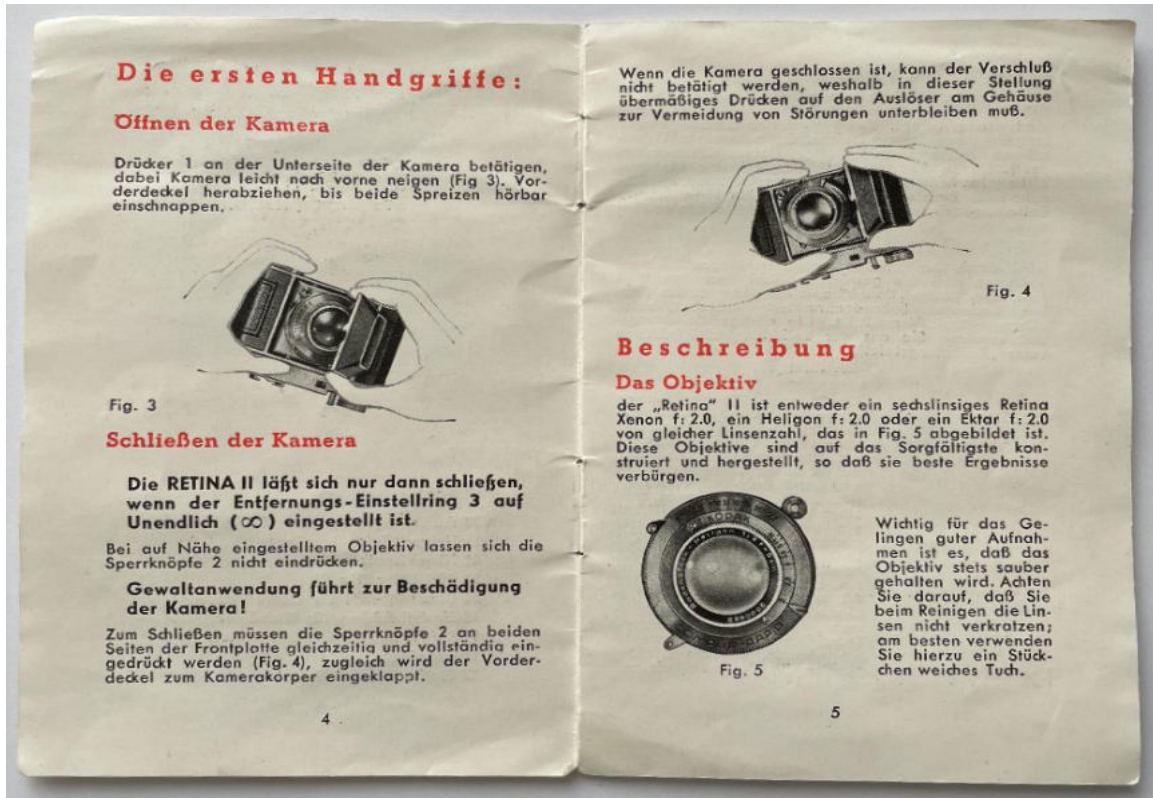 Die ersten Handgriffe:
Öffnen der Kamera
Drücker 1 an der Unterseite der Kamera betätigen,
dabei Kamera leicht nach vorne neigen (Fig 3). Vor-
derdeckel herabziehen, bis beide Spreizen hörbar
einschnappen.
Fig. 3
Schließen der Kamera
Die RETINA II läßt sich nur dann schließen,
wenn der Entfernungs-Einstellring 3 auf
Unendlich (∞) eingestellt ist.
Bei auf Nähe eingestelltem Objektiv lassen sich die
Sperrknöpfe 2 nicht eindrücken.
Gewaltanwendung führt zur Beschädigung
der Kamera!
Zum Schließen müssen die Sperrknöpfe 2 an beiden
Seiten der Frontplatte gleichzeitig und vollständig ein-
gedrückt werden (Fig. 4), zugleich wird der Vorder-
deckel zum Kamerakörper eingeklappt.
4
Wenn die Kamera geschlossen ist, kann der Verschluß
nicht betätigt werden, weshalb in dieser Stellung
übermäßiges Drücken auf den Auslöser am Gehäuse
zur Vermeidung von Störungen unterbleiben muß.
Fig. 4
Beschreibung
Das Objektiv
der „Retina" II ist entweder ein sechslinsiges Retina
Xenon f: 2.0, ein Heligon f: 2.0 oder ein Ektar f: 2.0
von gleicher Linsenzahl, das in Fig. 5 abgebildet ist.
Diese Objektive sind auf das Sorgfältigste kon-
struiert und hergestellt, so daß sie beste Ergebnisse
verbürgen.
KODAK
Heligon
RAPID
Fig. 5
Wichtig für das Ge-
lingen guter Aufnah-
men ist es, daß das
Objektiv stets sauber
gehalten wird. Achten
Sie darauf, daß Sie
beim Reinigen die Lin-
sen nicht verkratzen;
am besten verwenden
Sie hierzu ein Stück-
chen weiches Tuch.
5